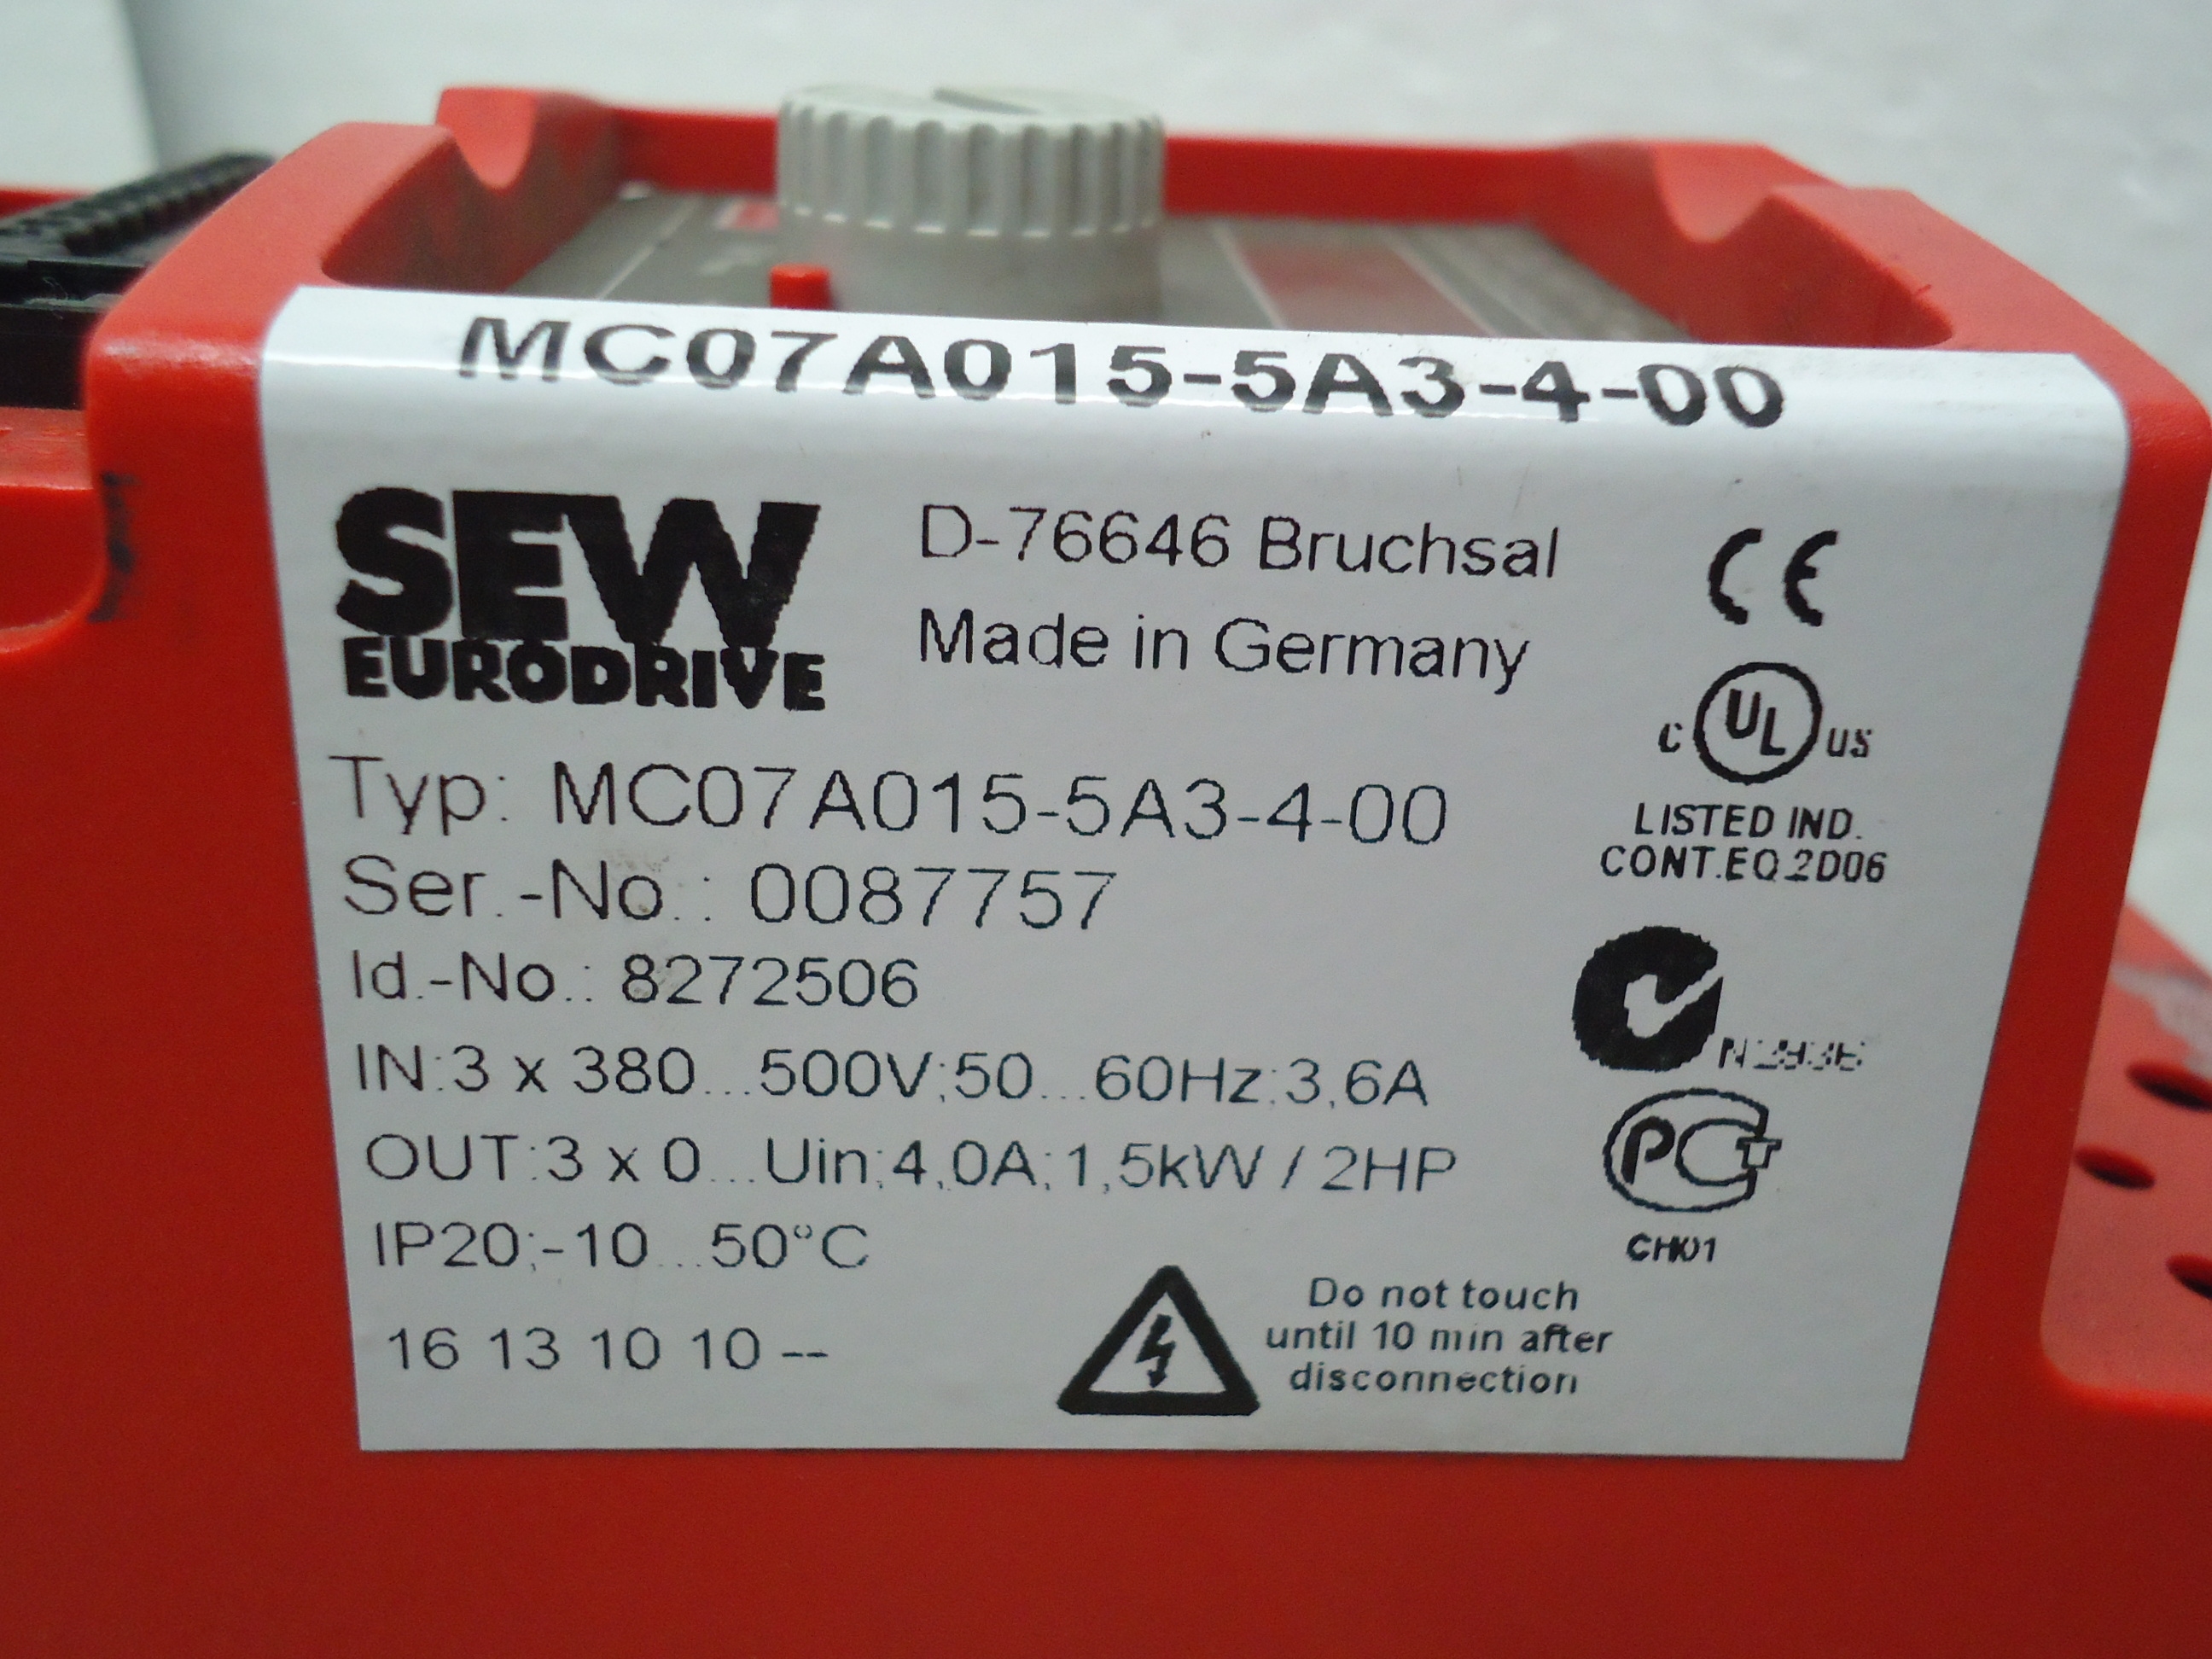 MC07A015-5A3-4-00
SEW
EURODRIVE
D-76646 Bruchsal
Made in Germany
CE
C UL US
LISTED IND.
CONT.EQ.2D06
Typ: MC07A015-5A3-4-00
Ser.-No.: 0087757
Id.-No.: 8272506
IN:3 x 380...500V;50...60Hz;3,6A
OUT:3 x 0...Uin;4,0A;1,5kW / 2HP
IP20;-10...50°C
16 13 10 10 --
PCT
Do not touch
until 10 min after
disconnection